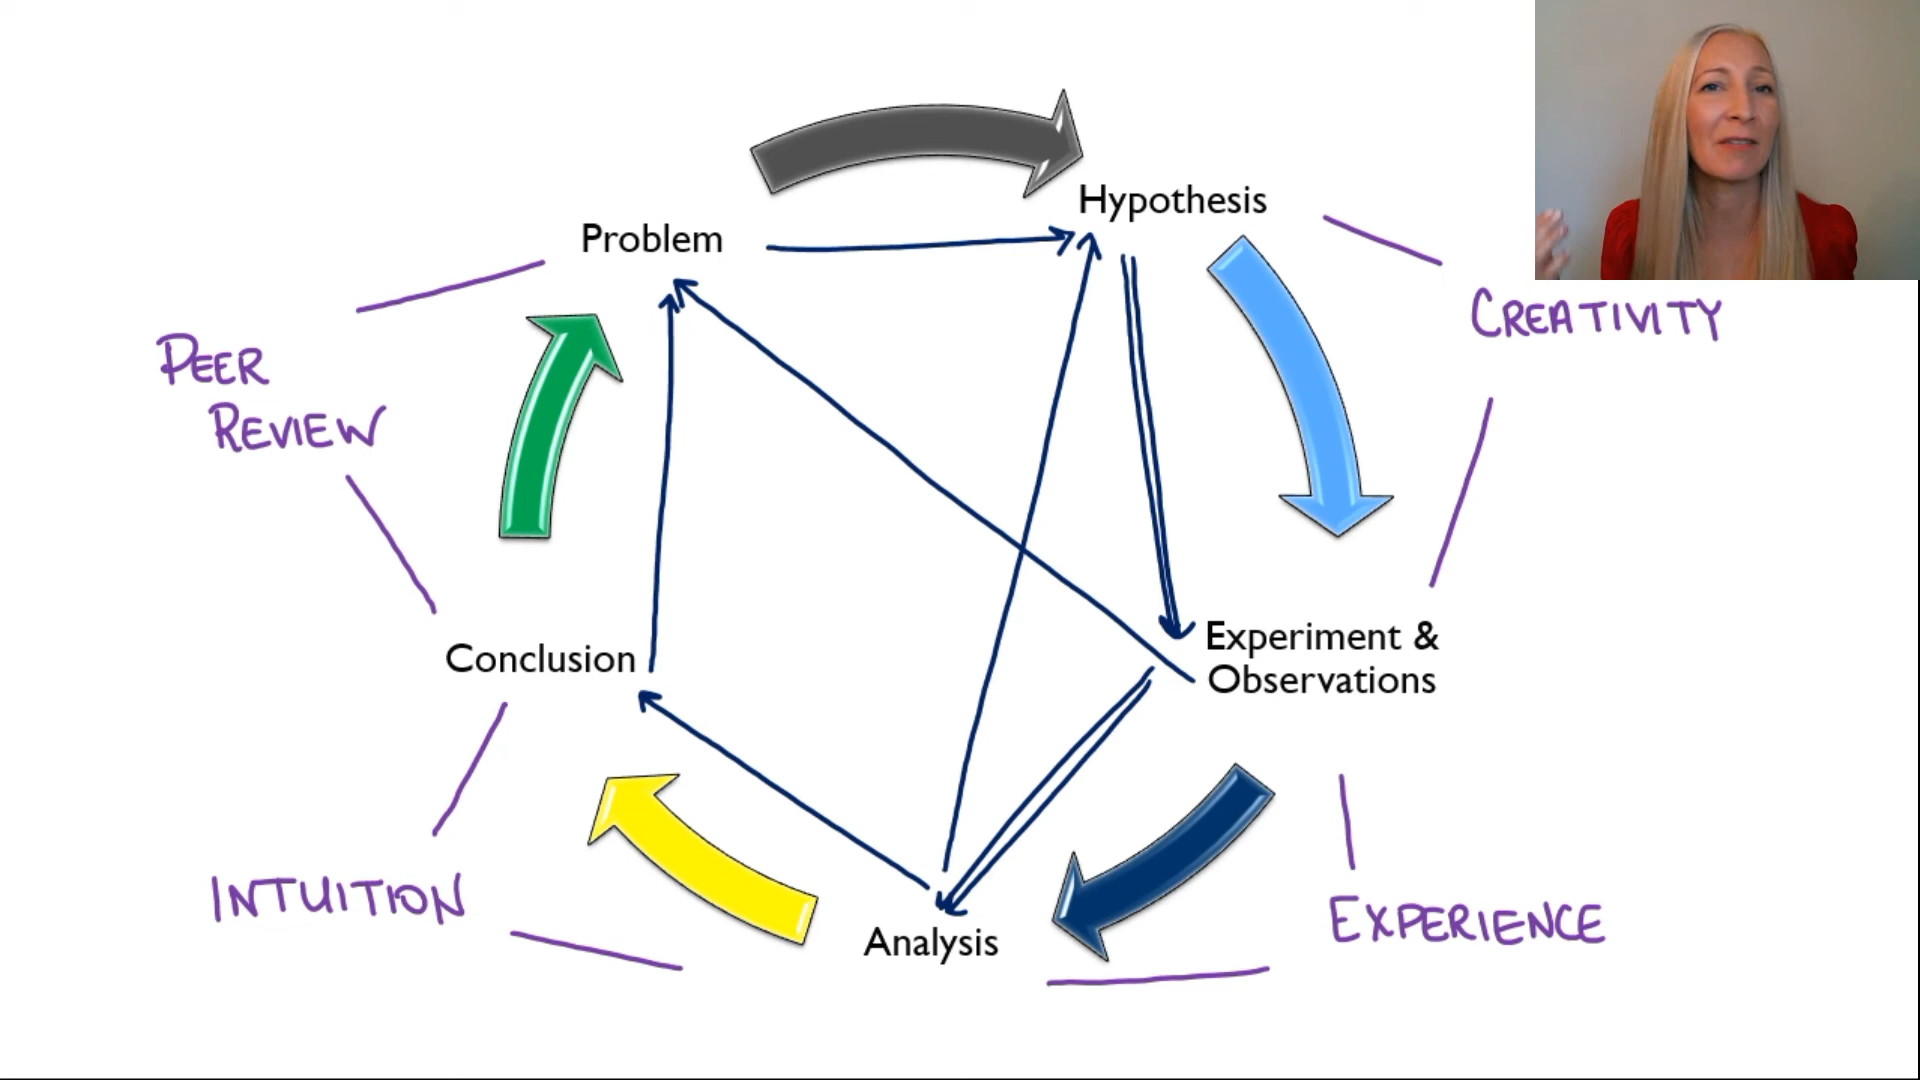 Hypothesis
Problem
CREATIVITY
PEER
REVIEW
Experiment &
Observations
Conclusion
INTUITION
EXPERIENCE
Analysis